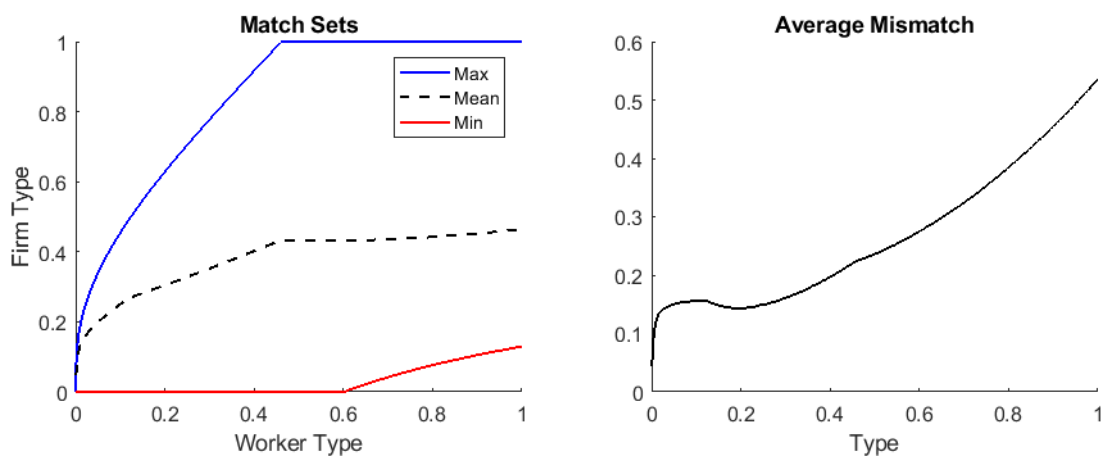 Match Sets
1
0.8
0.6
0.4
0.2
0
Firm Type
Max
Mean
Min
0 0.2 0.4 0.6 0.8 1
Worker Type
Average Mismatch
0.6
0.5
0.4
0.3
0.2
0.1
0
0 0.2 0.4 0.6 0.8 1
Type